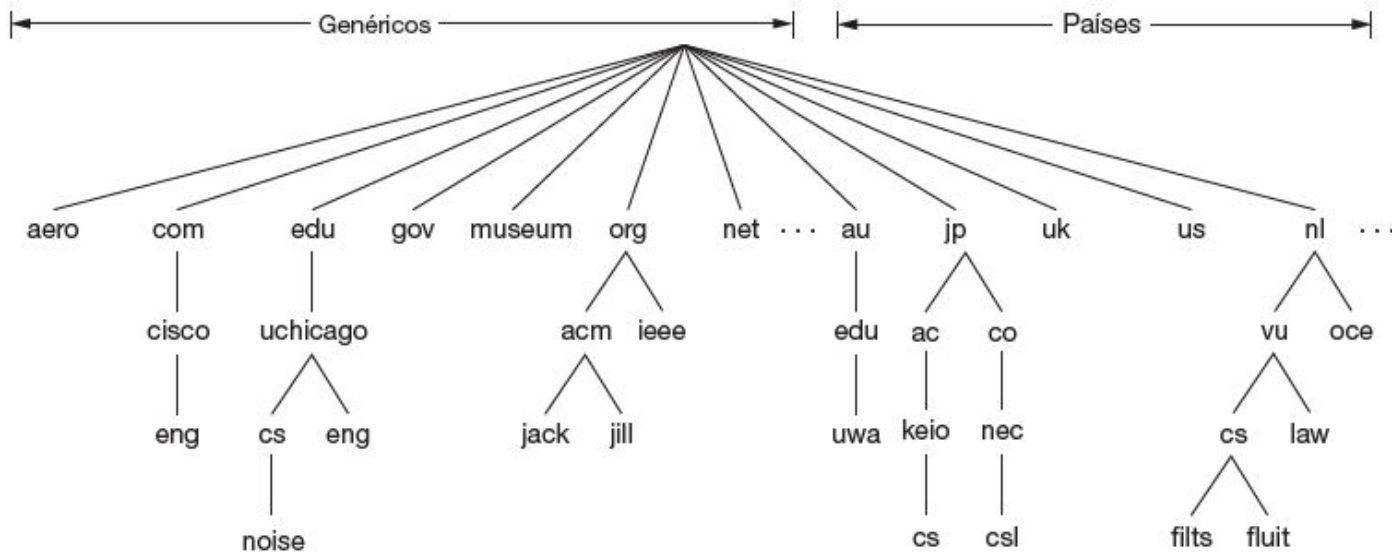 Genéricos Países
aero com edu gov museum org net ... au jp uk us nl ...
cisco uchicago acm ieee edu ac co vu oce
eng cs eng jack jill uwa keio nec cs law
noise cs csl filts fluit